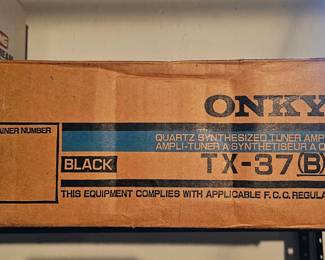 ONKY
AINER NUMBER
QUARTZ SYNTHESIZED TUNER AMP
AMPLI-TUNER A SYNTHETISEUR A Q
BLACK
TX-37(B)
THIS EQUIPMENT COMPLIES WITH APPLICABLE F.C.C. REGULA